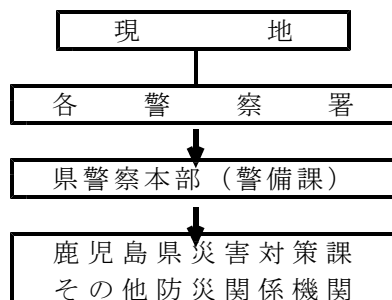 現地
各警察署
県警察本部（警備課）
鹿児島県災害対策課
その他防災関係機関